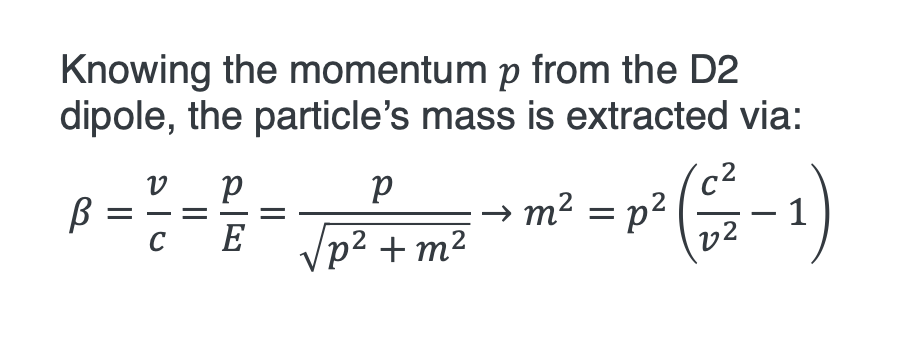 Knowing the momentum p from the D2
dipole, the particle's mass is extracted via:
β = v/c = p/E = p/√(p² + m²) → m² = p² (c²/v² − 1)